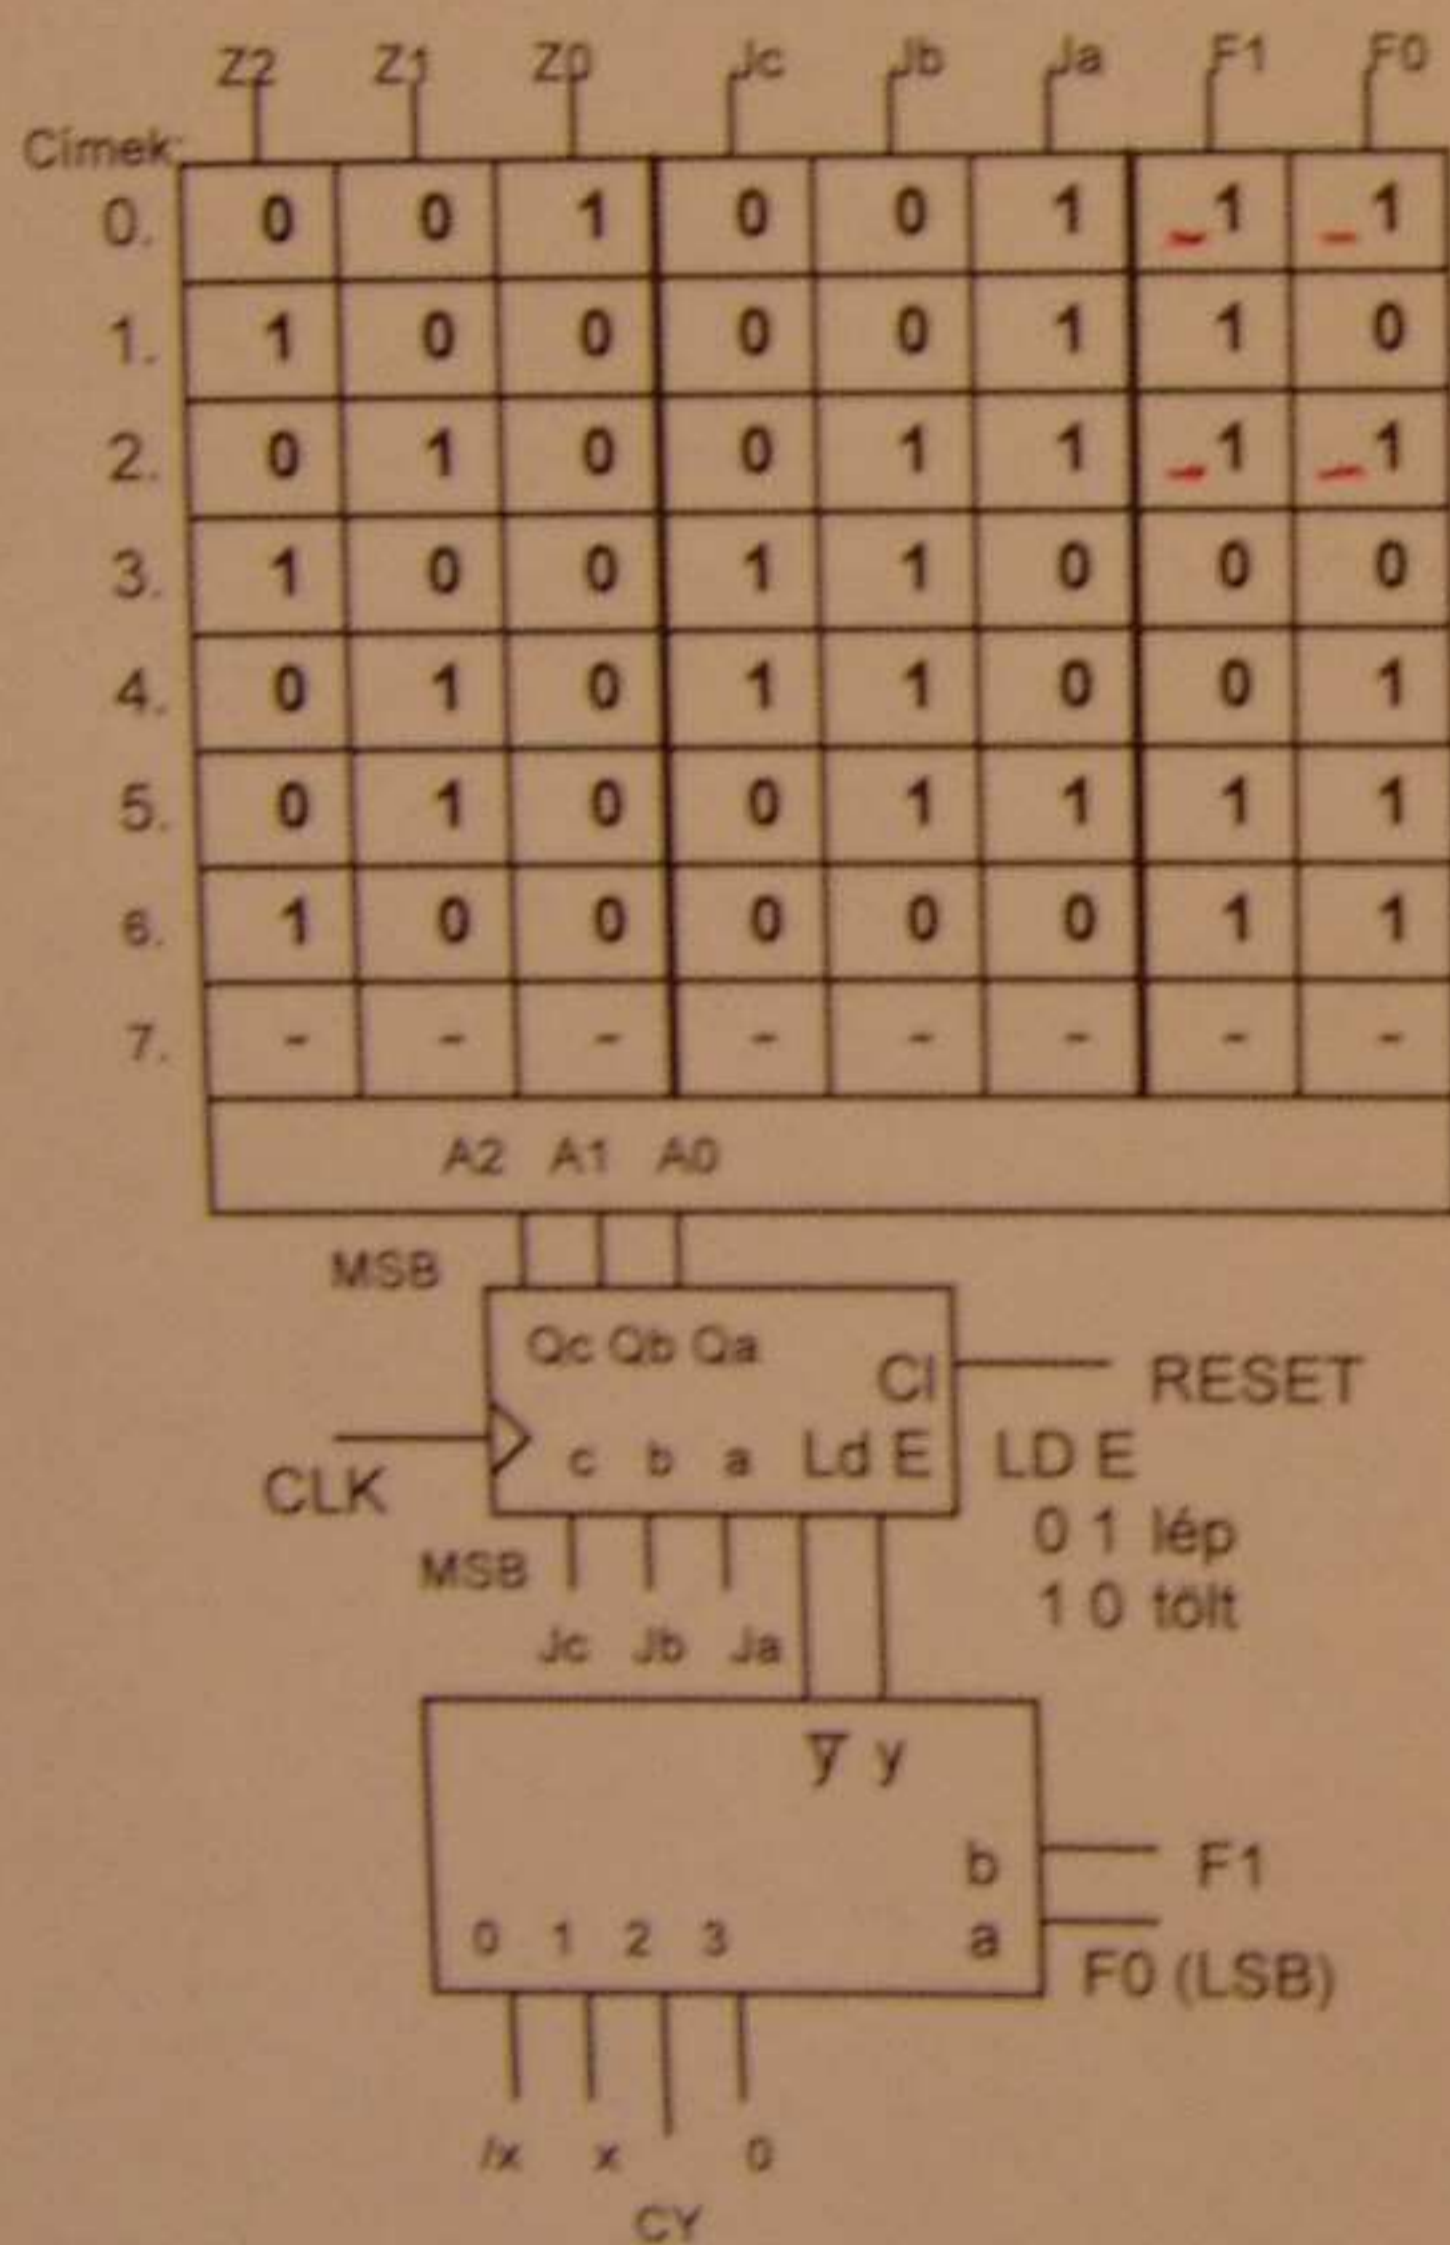 Z2 Z1 Z0 Jc Jb Ja F1 F0
Címek:
0. 0 0 1 0 0 1 1 1
1. 1 0 0 0 0 1 1 0
2. 0 1 0 0 1 1 1 1
3. 1 0 0 1 1 0 0 0
4. 0 1 0 1 1 0 0 1
5. 0 1 0 0 1 1 1 1
6. 1 0 0 0 0 0 1 1
7. - - - - - - - -
A2 A1 A0
MSB
Qc Qb Qa
Cl RESET
CLK
c b a Ld E LD E
0 1 lép
MSB
1 0 tölt
Jc Jb Ja
y̅ y
b F1
0 1 2 3 a
F0 (LSB)
/x x 0
CY